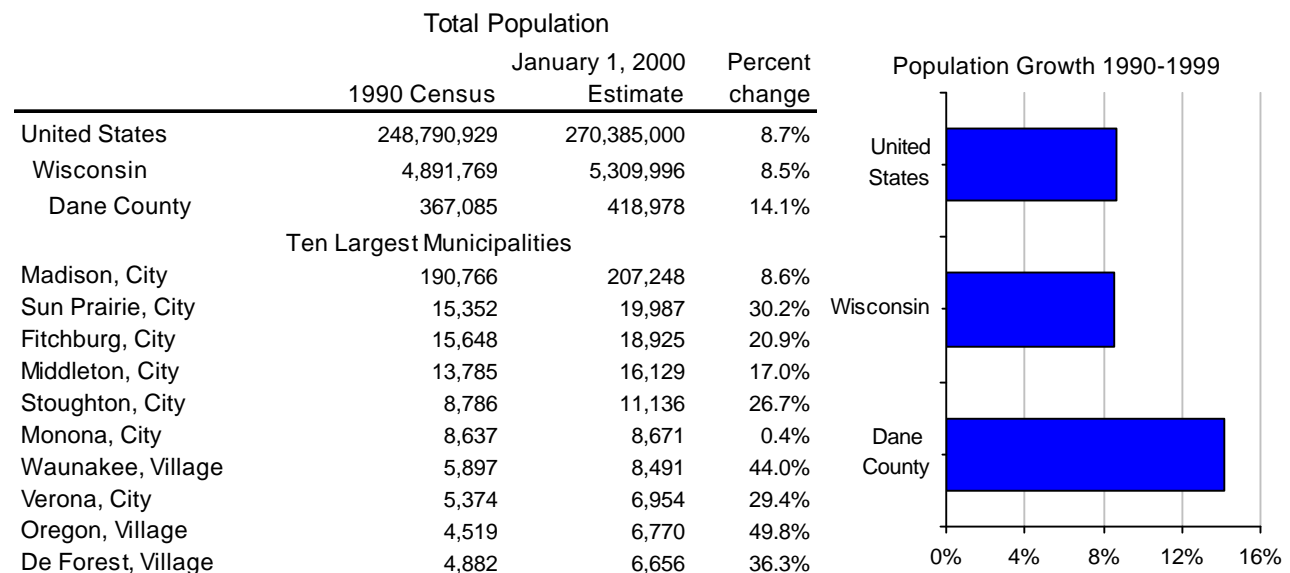 Total Population
January 1, 2000 Percent
1990 Census Estimate change
United States 248,790,929 270,385,000 8.7%
Wisconsin 4,891,769 5,309,996 8.5%
Dane County 367,085 418,978 14.1%
Ten Largest Municipalities
Madison, City 190,766 207,248 8.6%
Sun Prairie, City 15,352 19,987 30.2%
Fitchburg, City 15,648 18,925 20.9%
Middleton, City 13,785 16,129 17.0%
Stoughton, City 8,786 11,136 26.7%
Monona, City 8,637 8,671 0.4%
Waunakee, Village 5,897 8,491 44.0%
Verona, City 5,374 6,954 29.4%
Oregon, Village 4,519 6,770 49.8%
De Forest, Village 4,882 6,656 36.3%
Population Growth 1990-1999
United
States
Wisconsin
Dane
County
0% 4% 8% 12% 16%